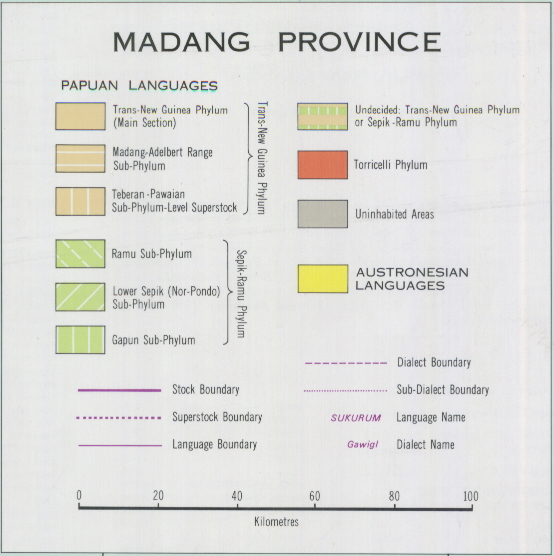 MADANG PROVINCE
PAPUAN LANGUAGES
Trans-New Guinea Phylum
(Main Section)
Madang-Adelbert Range
Sub-Phylum
Teberan-Pawaian
Sub-Phylum-Level Superstock
Trans-New Guinea Phylum
Ramu Sub-Phylum
Lower Sepik (Nor-Pondo)
Sub-Phylum
Gapun Sub-Phylum
Sepik-Ramu Phylum
Undecided: Trans-New Guinea Phylum
or Sepik-Ramu Phylum
Torricelli Phylum
Uninhabited Areas
AUSTRONESIAN
LANGUAGES
Stock Boundary
Superstock Boundary
Language Boundary
Dialect Boundary
Sub-Dialect Boundary
SUKURUM Language Name
Gawigl Dialect Name
0 20 40 60 80 100
Kilometres